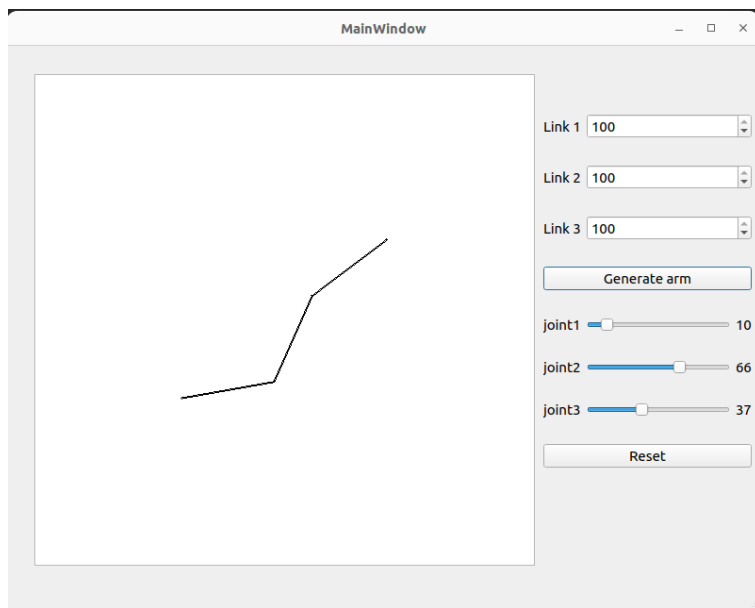 MainWindow
Link 1 100
Link 2 100
Link 3 100
Generate arm
joint1 10
joint2 66
joint3 37
Reset